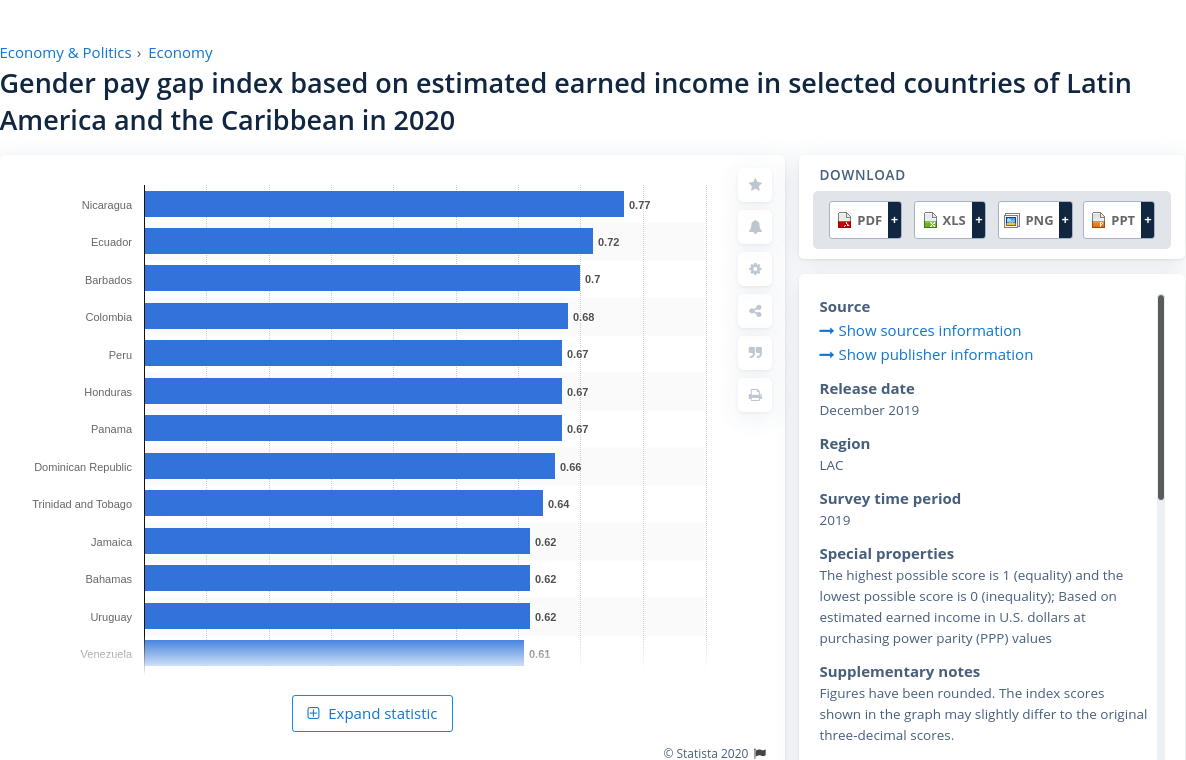 Economy & Politics › Economy
Gender pay gap index based on estimated earned income in selected countries of Latin
America and the Caribbean in 2020
Nicaragua 0.77
Ecuador 0.72
Barbados 0.7
Colombia 0.68
Peru 0.67
Honduras 0.67
Panama 0.67
Dominican Republic 0.66
Trinidad and Tobago 0.64
Jamaica 0.62
Bahamas 0.62
Uruguay 0.62
Venezuela 0.61
Expand statistic
© Statista 2020
DOWNLOAD
PDF + XLS + PNG + PPT +
Source
Show sources information
Show publisher information
Release date
December 2019
Region
LAC
Survey time period
2019
Special properties
The highest possible score is 1 (equality) and the
lowest possible score is 0 (inequality); Based on
estimated earned income in U.S. dollars at
purchasing power parity (PPP) values
Supplementary notes
Figures have been rounded. The index scores
shown in the graph may slightly differ to the original
three-decimal scores.